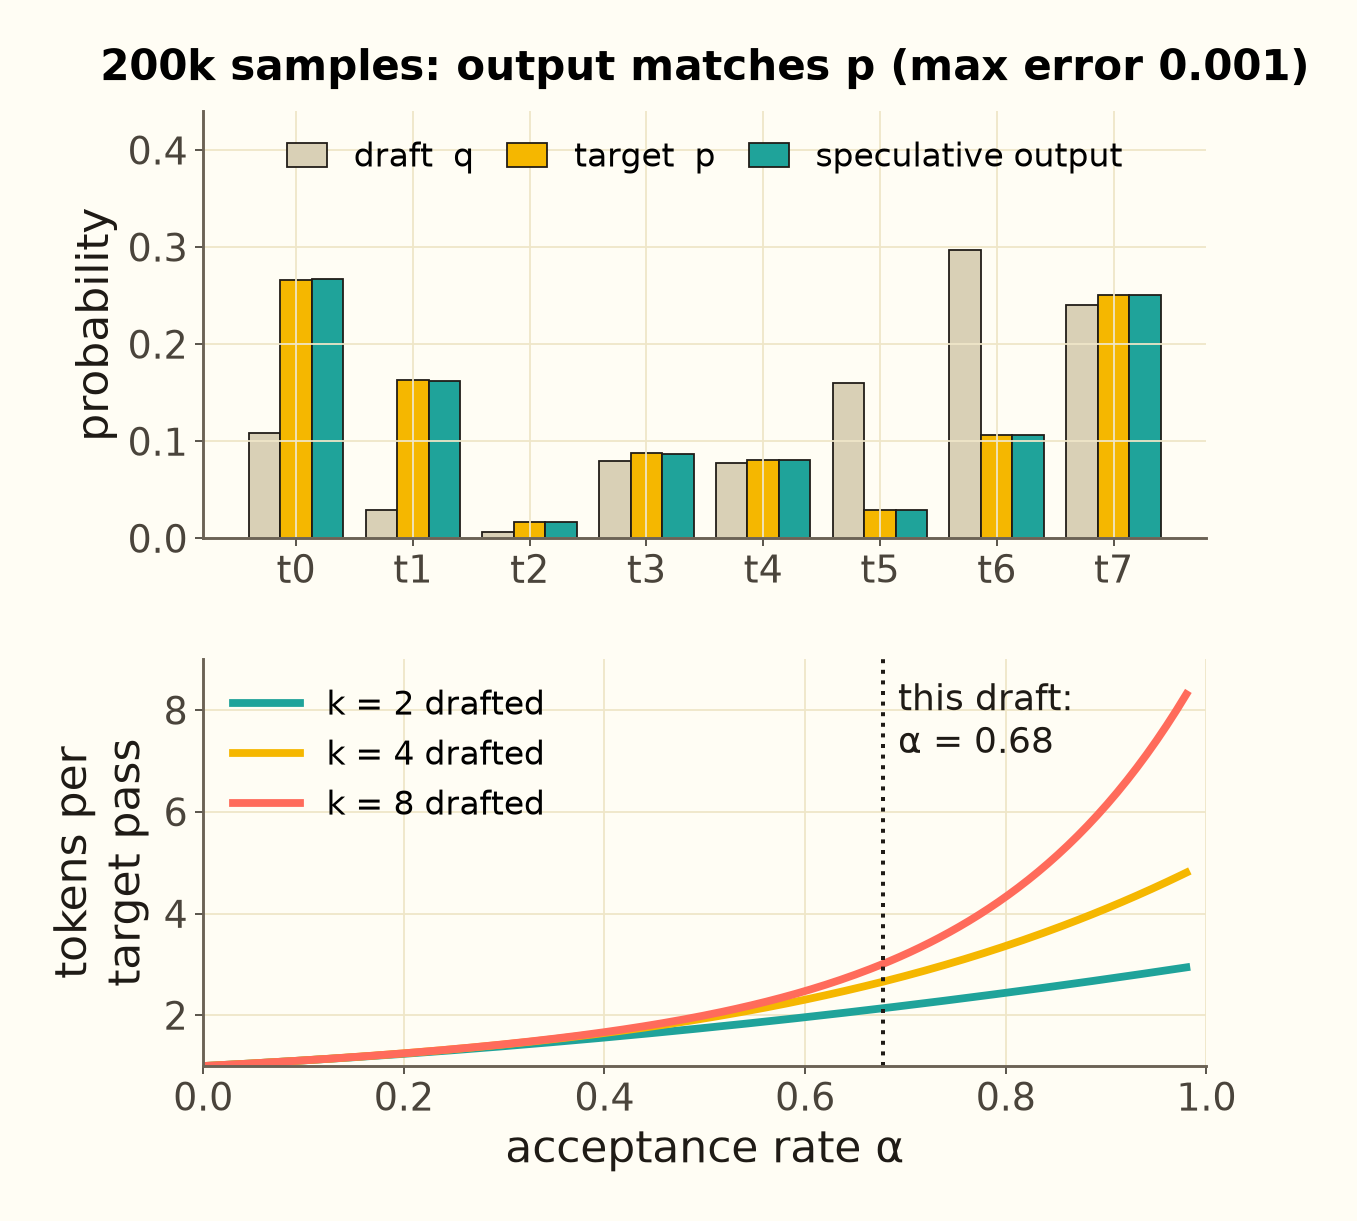 200k samples: output matches p (max error 0.001)
draft q
target p
speculative output
probability
0.4
0.3
0.2
0.1
0.0
t0 t1 t2 t3 t4 t5 t6 t7
k = 2 drafted
k = 4 drafted
k = 8 drafted
this draft:
α = 0.68
tokens per
target pass
8
6
4
2
0.0 0.2 0.4 0.6 0.8 1.0
acceptance rate α